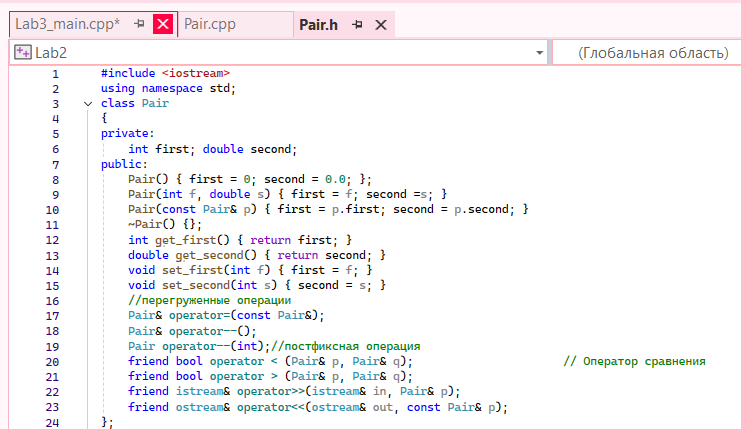 Lab3_main.cpp* Pair.cpp Pair.h
Lab2 (Глобальная область)
1 #include <iostream>
2 using namespace std;
3 class Pair
4 {
5 private:
6 int first; double second;
7 public:
8 Pair() { first = 0; second = 0.0; };
9 Pair(int f, double s) { first = f; second =s; }
10 Pair(const Pair& p) { first = p.first; second = p.second; }
11 ~Pair() {};
12 int get_first() { return first; }
13 double get_second() { return second; }
14 void set_first(int f) { first = f; }
15 void set_second(int s) { second = s; }
16 //перегруженные операции
17 Pair& operator=(const Pair&);
18 Pair& operator--();
19 Pair operator--(int);//постфиксная операция
20 friend bool operator < (Pair& p, Pair& q); // Оператор сравнения
21 friend bool operator > (Pair& p, Pair& q);
22 friend istream& operator>>(istream& in, Pair& p);
23 friend ostream& operator<<(ostream& out, const Pair& p);
24 };